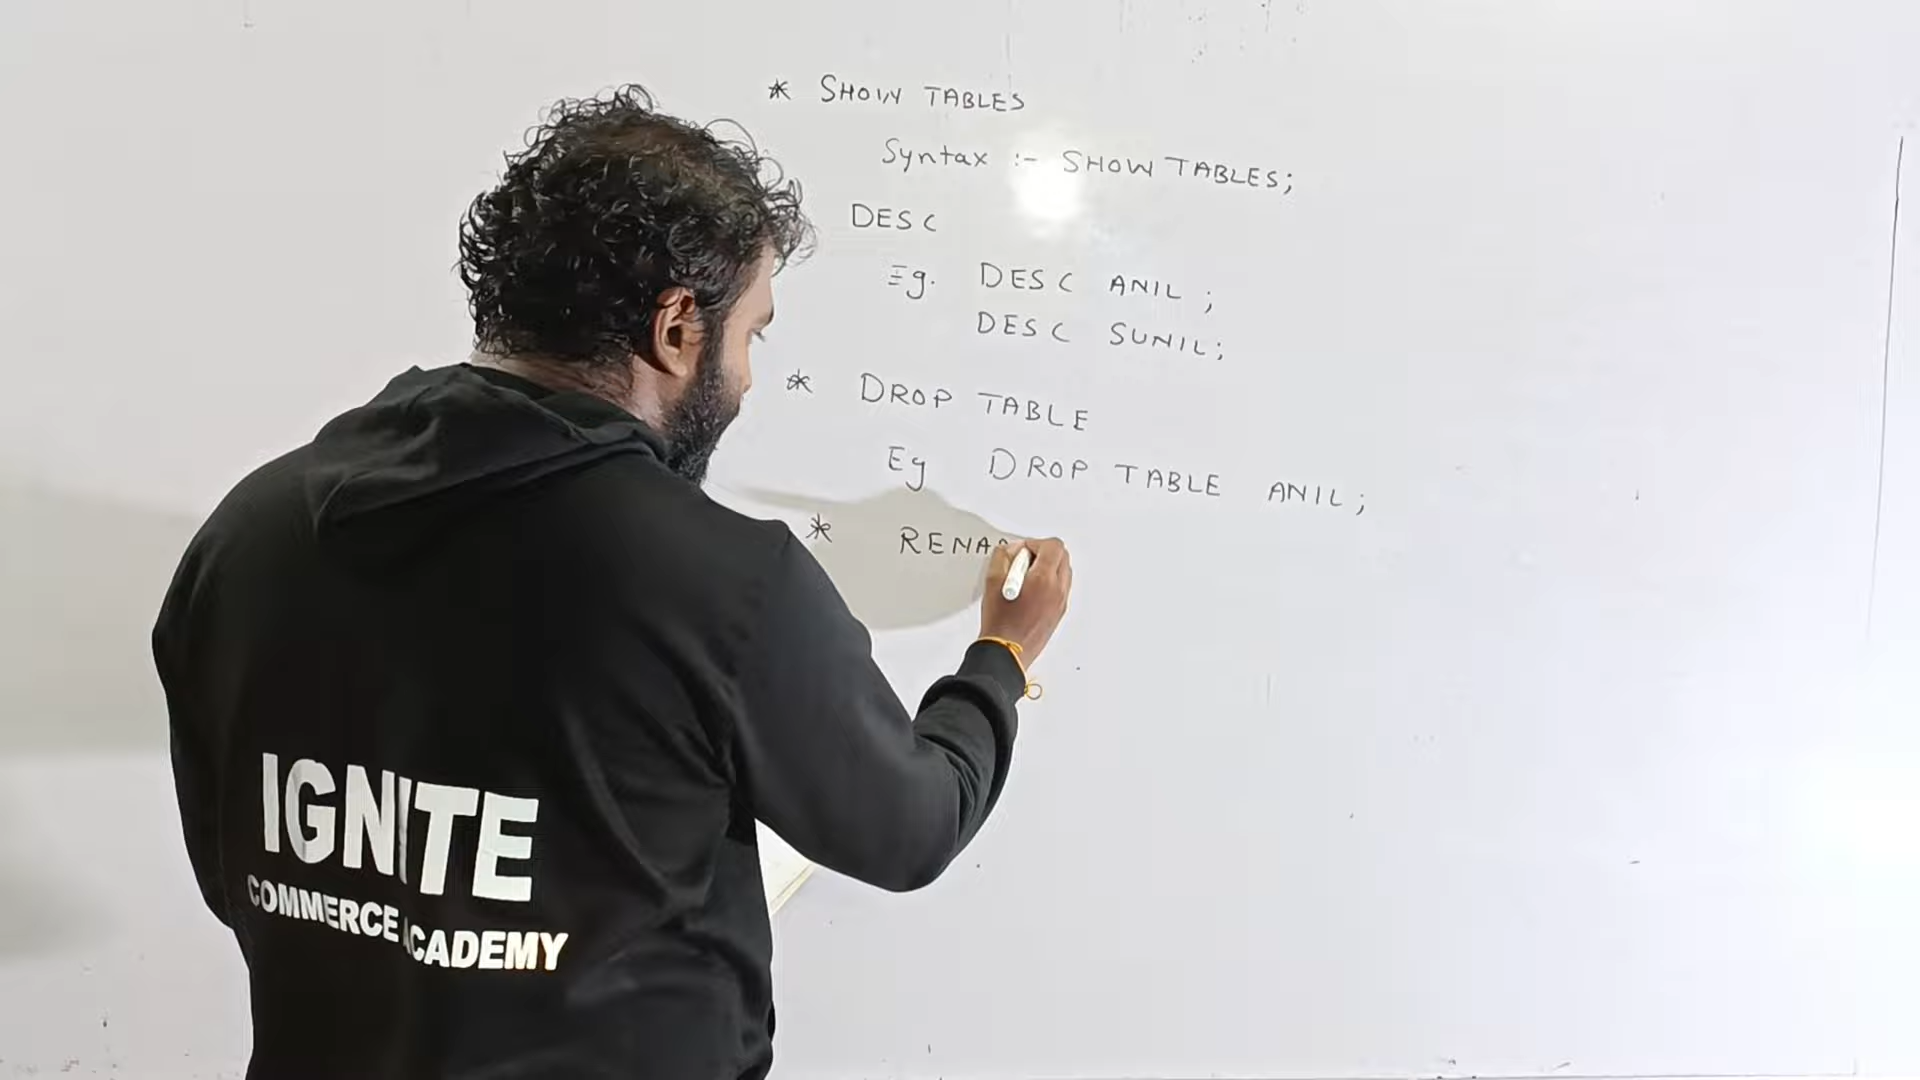 * SHOW TABLES
Syntax :- SHOW TABLES;
DESC
Eg. DESC ANIL ;
DESC SUNIL;
* DROP TABLE
Eg DROP TABLE ANIL;
*
IGNITE
COMMERCE ACADEMY